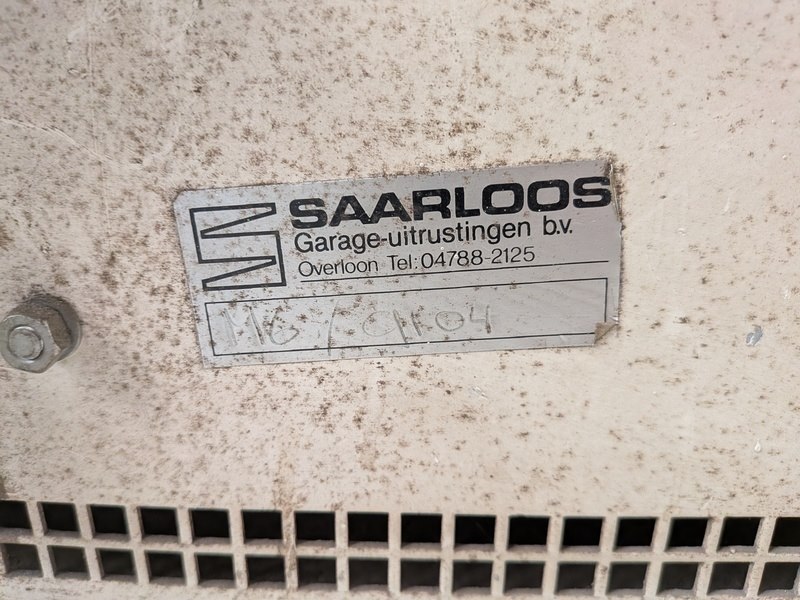 SAARLOOS
Garage-uitrustingen b.v.
Overloon Tel: 04788-2125